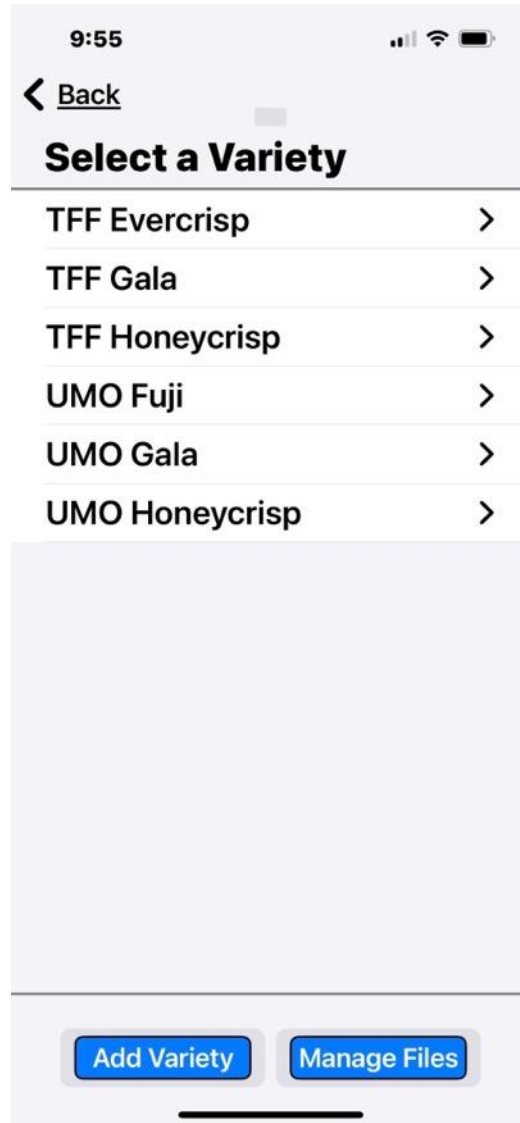 9:55
Back
Select a Variety
TFF Evercrisp
TFF Gala
TFF Honeycrisp
UMO Fuji
UMO Gala
UMO Honeycrisp
Add Variety Manage Files